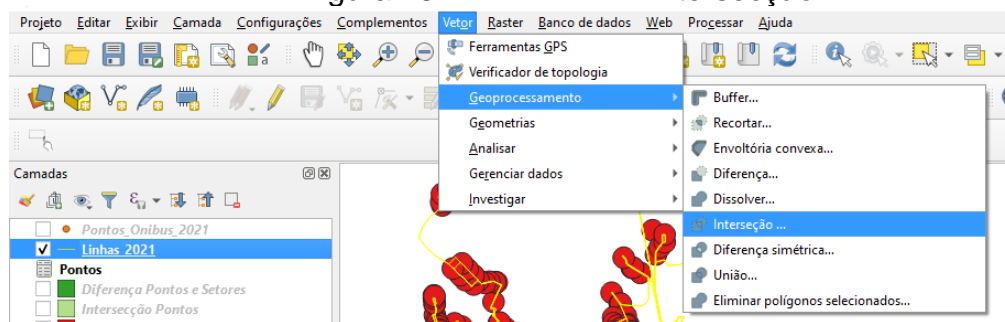 Projeto Editar Exibir Camada Configurações Complementos Vetor Raster Banco de dados Web Processar Ajuda
Ferramentas GPS
Verificador de topologia
Geoprocessamento
Geometrias
Analisar
Gerenciar dados
Investigar
Buffer...
Recortar...
Envoltória convexa...
Diferença...
Dissolver...
Interseção ...
Diferença simétrica...
União...
Eliminar polígonos selecionados...
Camadas
Pontos_Onibus_2021
Linhas 2021
Pontos
Diferença Pontos e Setores
Intersecção Pontos